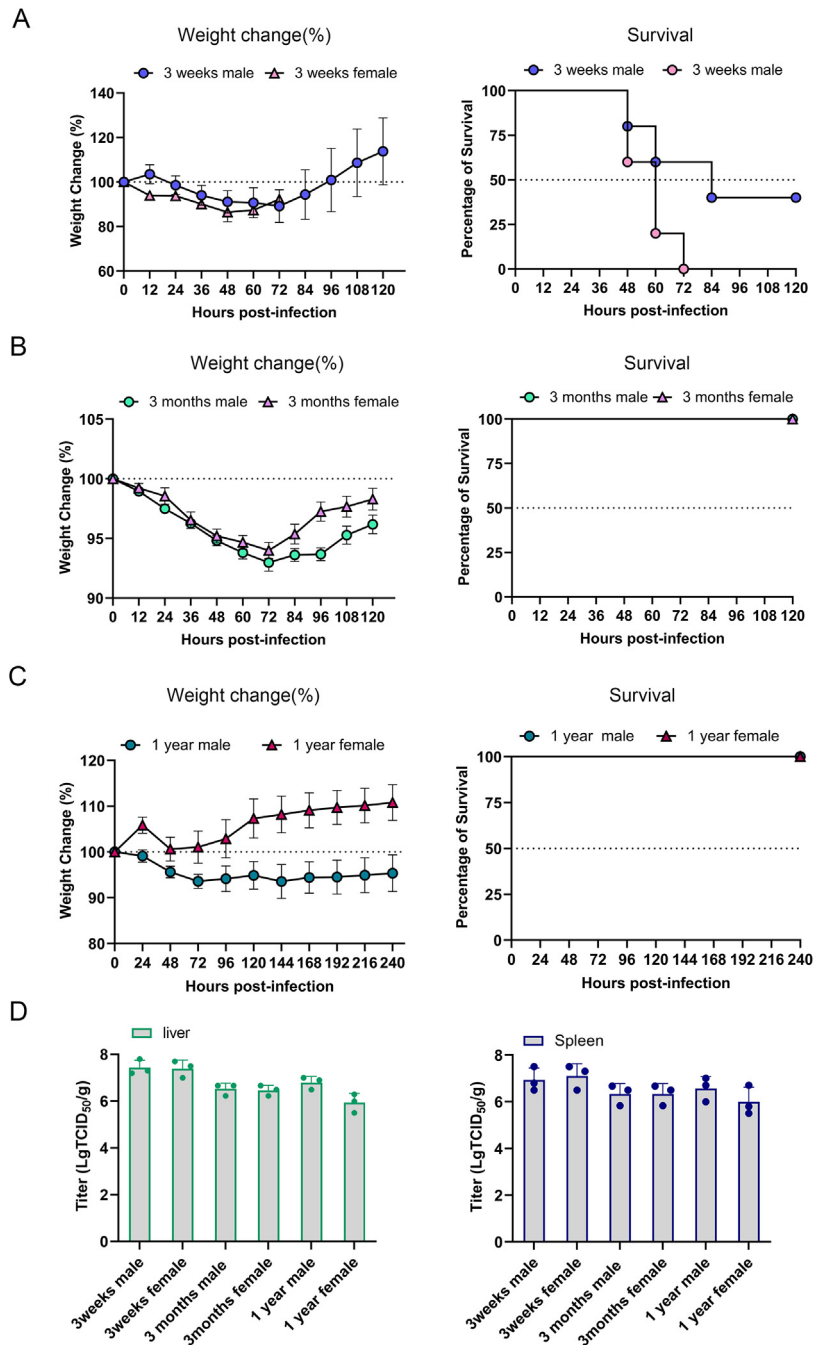 A
Weight change(%)
3 weeks male 3 weeks female
Weight Change (%)
140
120
100
80
60
0 12 24 36 48 60 72 84 96 108 120
Hours post-infection
Survival
3 weeks male 3 weeks male
Percentage of Survival
100
75
50
25
0
0 12 24 36 48 60 72 84 96 108 120
Hours post-infection
B
Weight change(%)
3 months male 3 months female
Weight Change (%)
105
100
95
90
0 12 24 36 48 60 72 84 96 108 120
Hours post-infection
Survival
3 months male 3 months female
Percentage of Survival
100
75
50
25
0
0 12 24 36 48 60 72 84 96 108 120
Hours post-infection
C
Weight change(%)
1 year male 1 year female
Weight Change (%)
120
110
100
90
80
0 24 48 72 96 120 144 168 192 216 240
Hours post-infection
Survival
1 year male 1 year female
Percentage of Survival
100
75
50
25
0
0 24 48 72 96 120 144 168 192 216 240
Hours post-infection
D
liver
Titer (LgTCID50/g)
8
6
4
2
0
3weeks male
3weeks female
3 months male
3months female
1 year male
1 year female
Spleen
Titer (LgTCID50/g)
8
6
4
2
0
3weeks male
3weeks female
3 months male
3months female
1 year male
1 year female